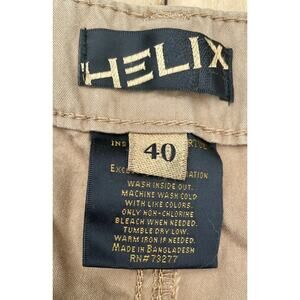 HELIX
40
WASH INSIDE OUT.
MACHINE WASH COLD
WITH LIKE COLORS.
ONLY NON-CHLORINE
BLEACH WHEN NEEDED.
TUMBLE DRY LOW.
WARM IRON IF NEEDED.
MADE IN BANGLADESH
RN#73277